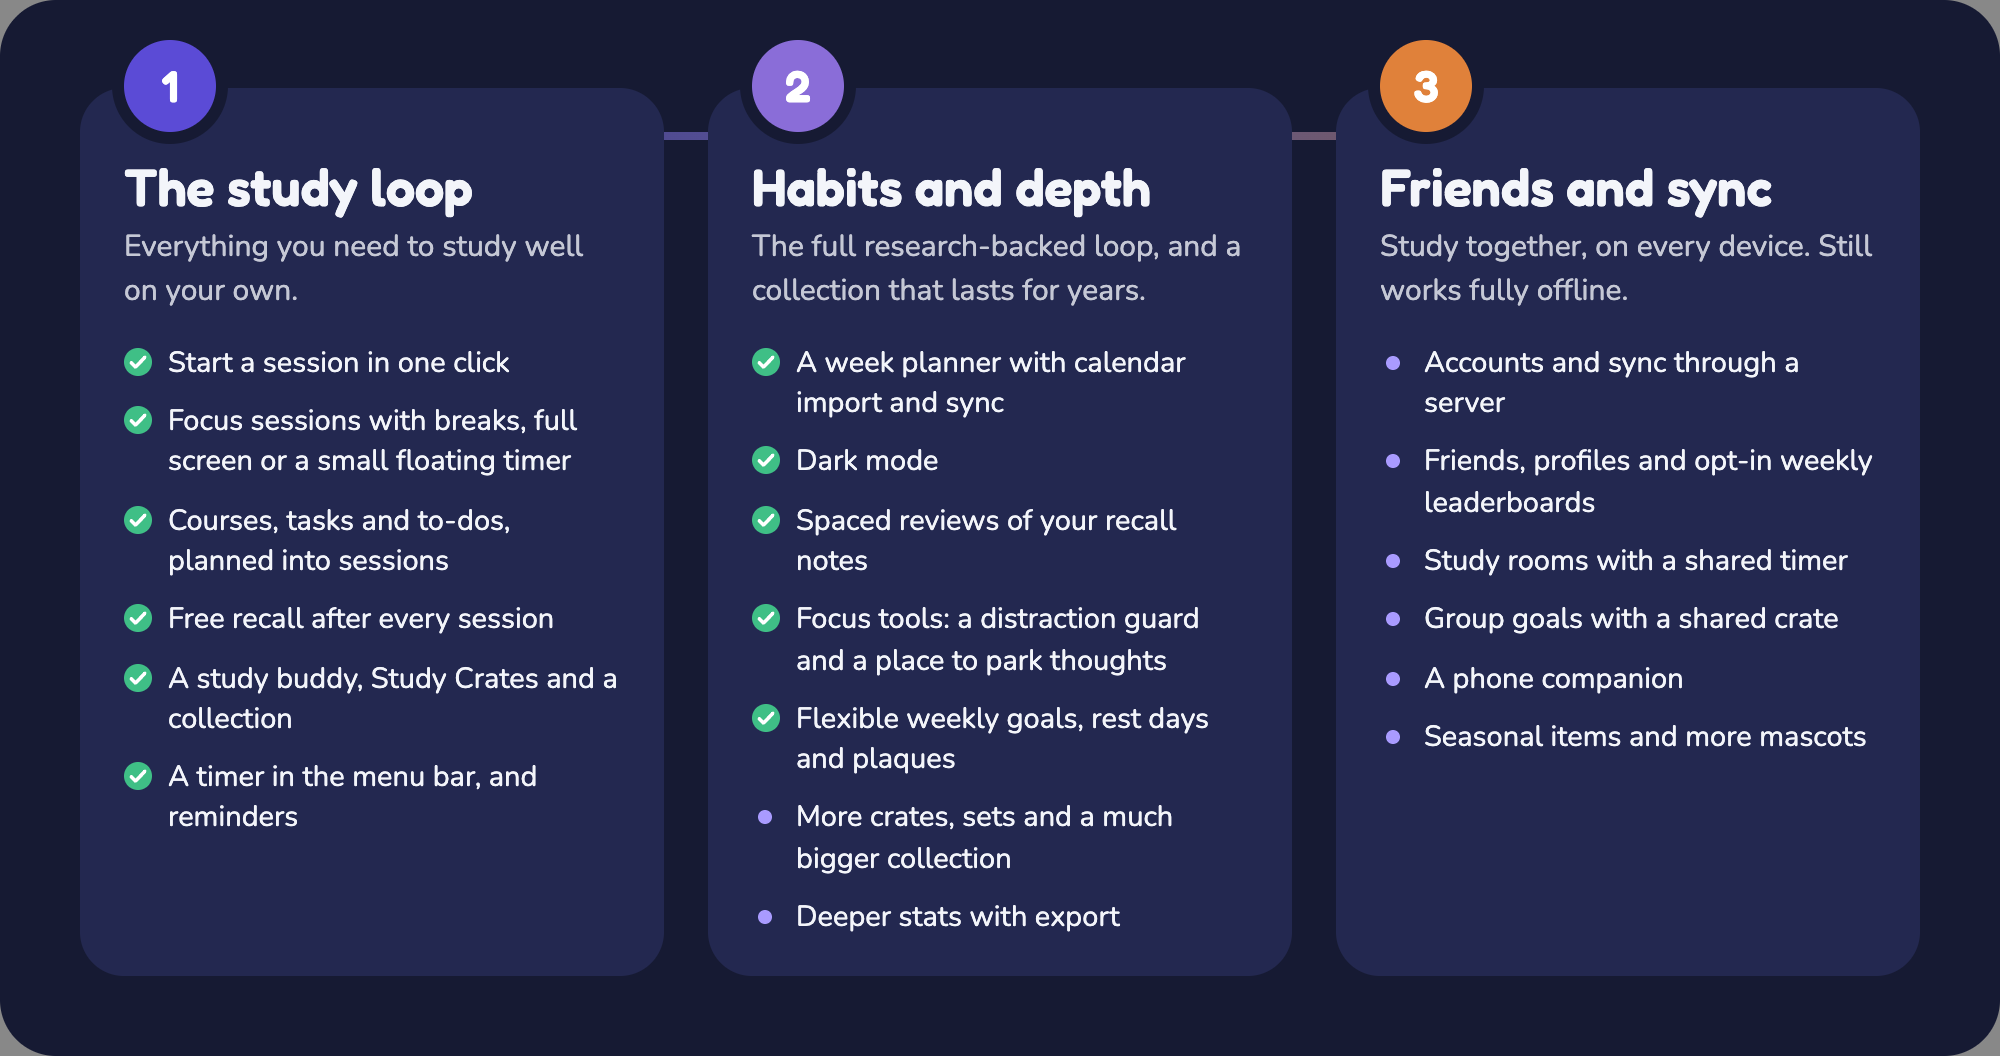 1
The study loop
Everything you need to study well
on your own.
Start a session in one click
Focus sessions with breaks, full
screen or a small floating timer
Courses, tasks and to-dos,
planned into sessions
Free recall after every session
A study buddy, Study Crates and a
collection
A timer in the menu bar, and
reminders
2
Habits and depth
The full research-backed loop, and a
collection that lasts for years.
A week planner with calendar
import and sync
Dark mode
Spaced reviews of your recall
notes
Focus tools: a distraction guard
and a place to park thoughts
Flexible weekly goals, rest days
and plaques
More crates, sets and a much
bigger collection
Deeper stats with export
3
Friends and sync
Study together, on every device. Still
works fully offline.
Accounts and sync through a
server
Friends, profiles and opt-in weekly
leaderboards
Study rooms with a shared timer
Group goals with a shared crate
A phone companion
Seasonal items and more mascots